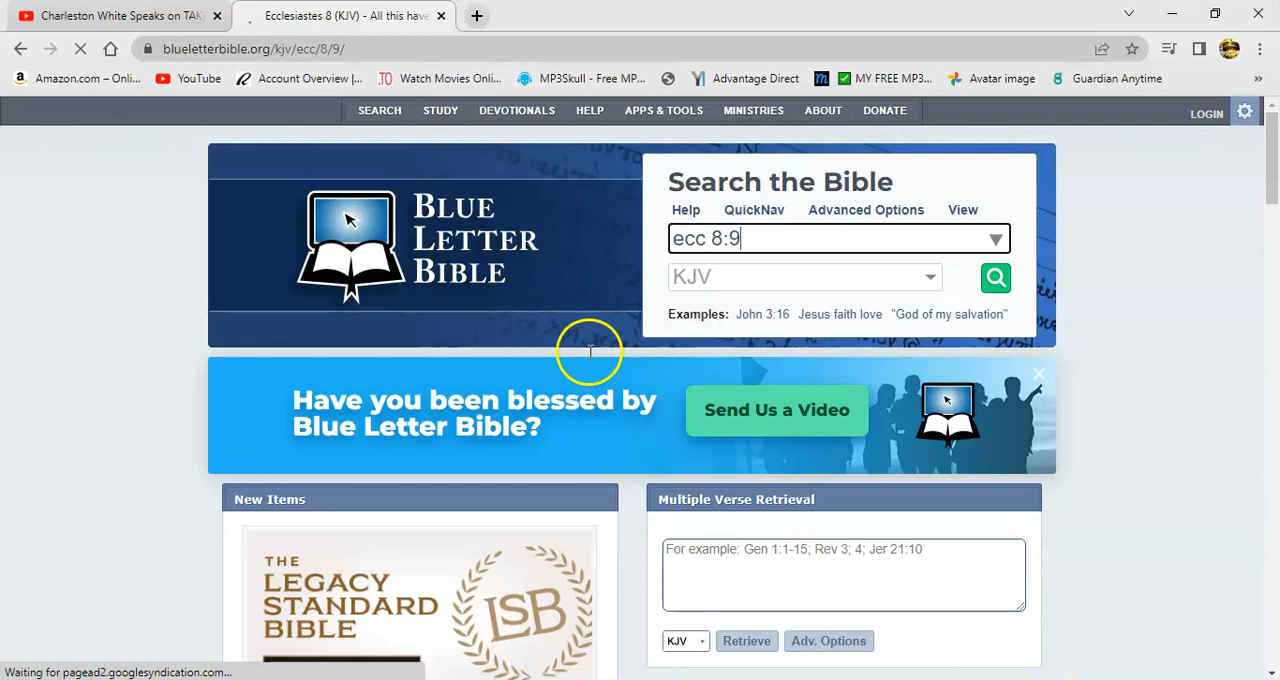 Charleston White Speaks on TAK
Ecclesiastes 8 (KJV) - All this have
blueletterbible.org/kjv/ecc/8/9/
Amazon.com – Onli...
YouTube
Account Overview |...
Watch Movies Onli...
MP3Skull - Free MP...
Advantage Direct
MY FREE MP3...
Avatar image
Guardian Anytime
»
SEARCH STUDY DEVOTIONALS HELP APPS & TOOLS MINISTRIES ABOUT DONATE
LOGIN
BLUE
LETTER
BIBLE
Search the Bible
Help QuickNav Advanced Options View
ecc 8:9
KJV
Examples: John 3:16 Jesus faith love "God of my salvation"
Have you been blessed by
Blue Letter Bible?
Send Us a Video
New Items
THE
LEGACY
STANDARD
BIBLE
LSB
Multiple Verse Retrieval
For example: Gen 1:1-15; Rev 3; 4; Jer 21:10
KJV Retrieve Adv. Options
Waiting for pagead2.googlesyndication.com...